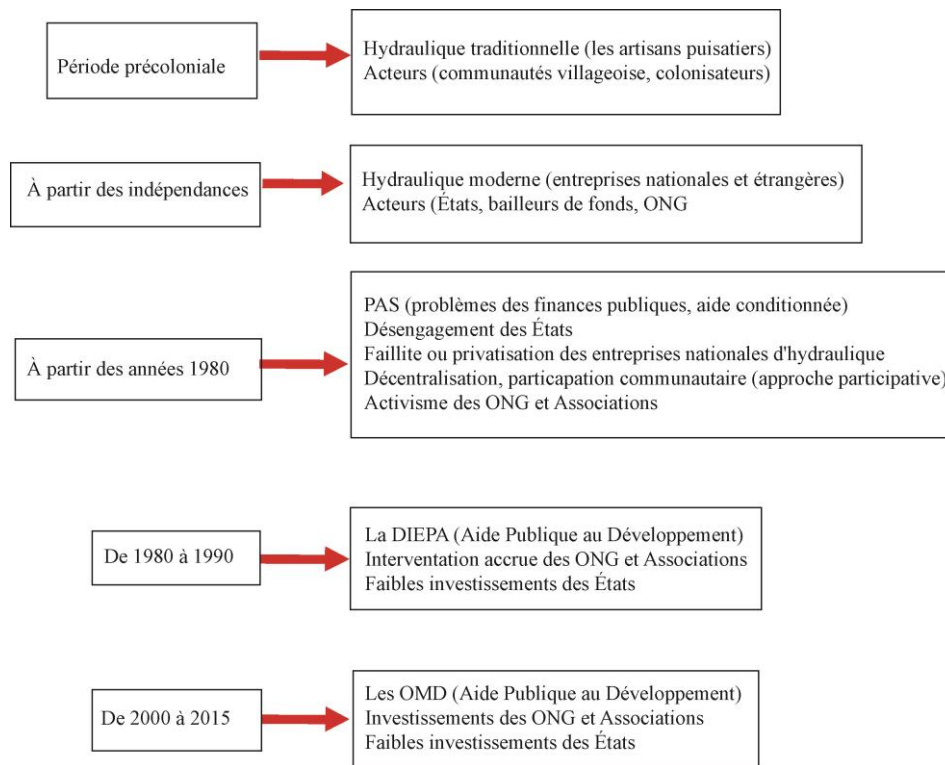 Période précoloniale
Hydraulique traditionnelle (les artisans puisatiers)
Acteurs (communautés villageoise, colonisateurs)
À partir des indépendances
Hydraulique moderne (entreprises nationales et étrangères)
Acteurs (États, bailleurs de fonds, ONG
À partir des années 1980
PAS (problèmes des finances publiques, aide conditionnée)
Désengagement des États
Faillite ou privatisation des entreprises nationales d'hydraulique
Décentralisation, particapation communautaire (approche participative)
Activisme des ONG et Associations
De 1980 à 1990
La DIEPA (Aide Publique au Développement)
Interventation accrue des ONG et Associations
Faibles investissements des États
De 2000 à 2015
Les OMD (Aide Publique au Développement)
Investissements des ONG et Associations
Faibles investissements des États